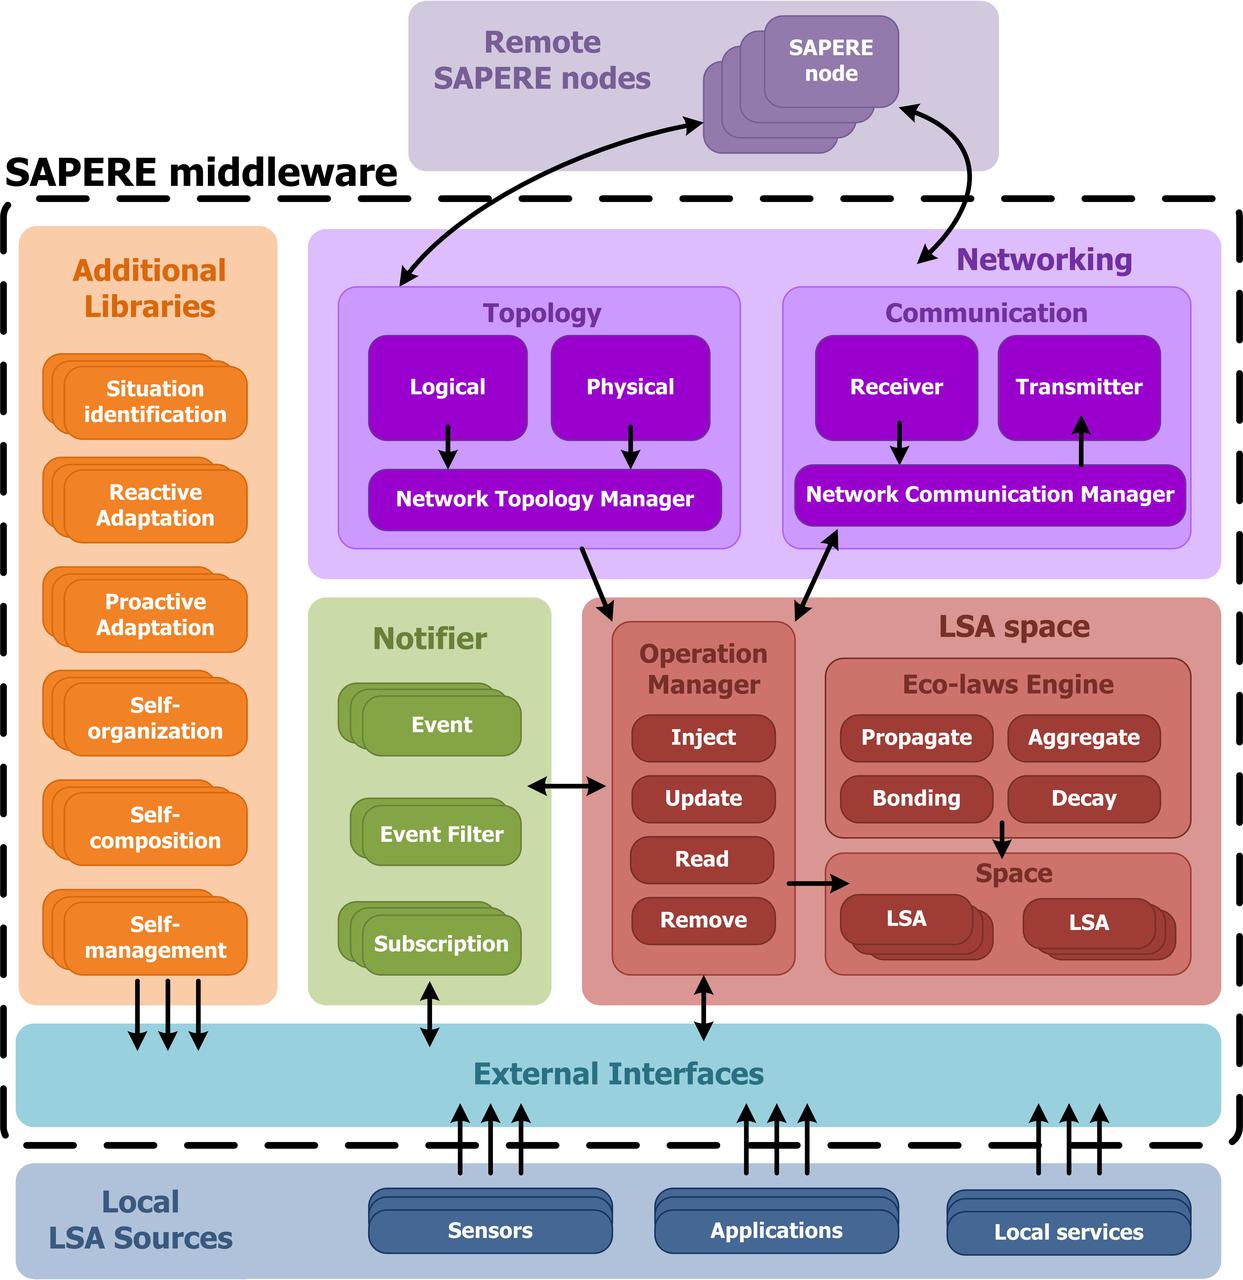 Remote
SAPERE nodes
SAPERE
node
SAPERE middleware
Additional
Libraries
Situation
identification
Reactive
Adaptation
Proactive
Adaptation
Self-
organization
Self-
composition
Self-
management
Networking
Topology
Logical
Physical
Network Topology Manager
Communication
Receiver
Transmitter
Network Communication Manager
Notifier
Event
Event Filter
Subscription
LSA space
Operation
Manager
Inject
Update
Read
Remove
Eco-laws Engine
Propagate
Aggregate
Bonding
Decay
Space
LSA
LSA
External Interfaces
Local
LSA Sources
Sensors
Applications
Local services